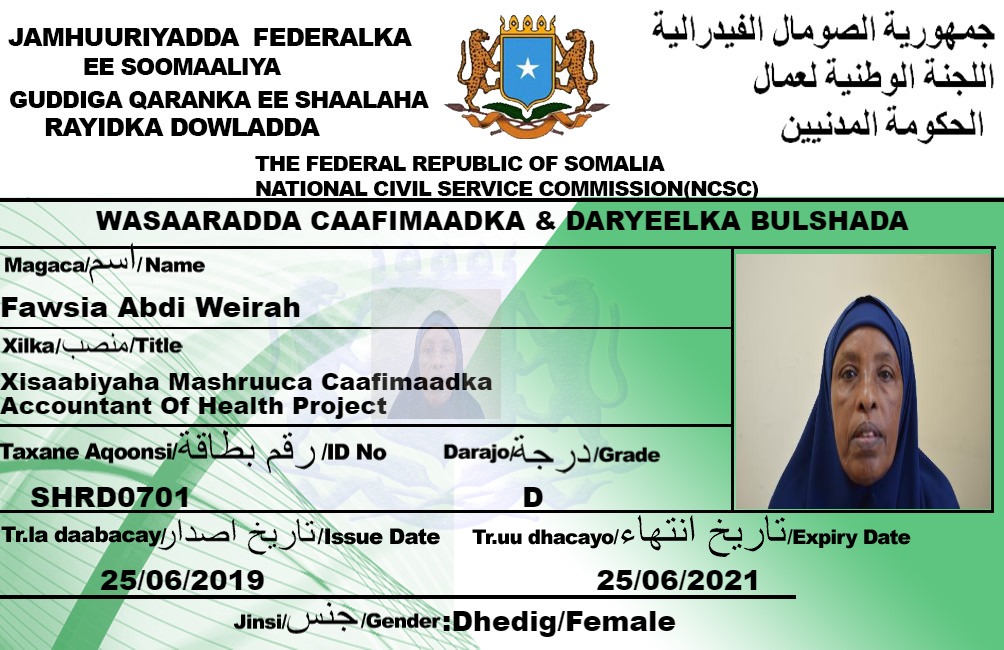 JAMHUURIYADDA FEDERALKA
EE SOOMAALIYA
GUDDIGA QARANKA EE SHAALAHA
RAYIDKA DOWLADDA
جمهورية الصومال الفيدرالية
اللجنة الوطنية لعمال
الحكومة المدنيين
THE FEDERAL REPUBLIC OF SOMALIA
NATIONAL CIVIL SERVICE COMMISSION(NCSC)
WASAARADDA CAAFIMAADKA & DARYEELKA BULSHADA
Magaca/اسم/Name
Fawsia Abdi Weirah
Xilka/منصب/Title
Xisaabiyaha Mashruuca Caafimaadka
Accountant Of Health Project
Taxane Aqoonsi/رقم بطاقة/ID No
Darajo/درجة/Grade
SHRD0701
D
Tr.la daabacay/تاريخ اصدار/Issue Date
Tr.uu dhacayo/تاريخ انتهاء/Expiry Date
25/06/2019
25/06/2021
Jinsi/جنس/Gender:Dhedig/Female